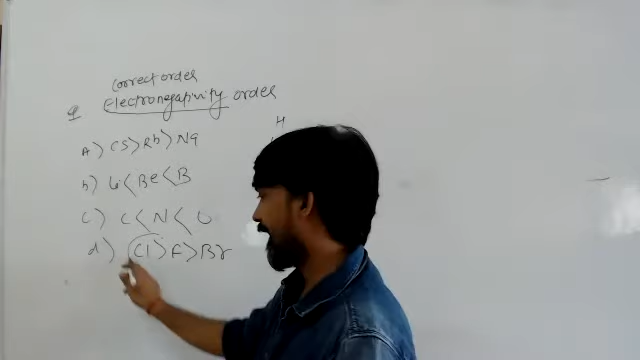 correct order
Q Electronegativity order
H
A) CS > Rb > Na
b) Li < Be < B
c) C < N < O
d) Cl > F > Br